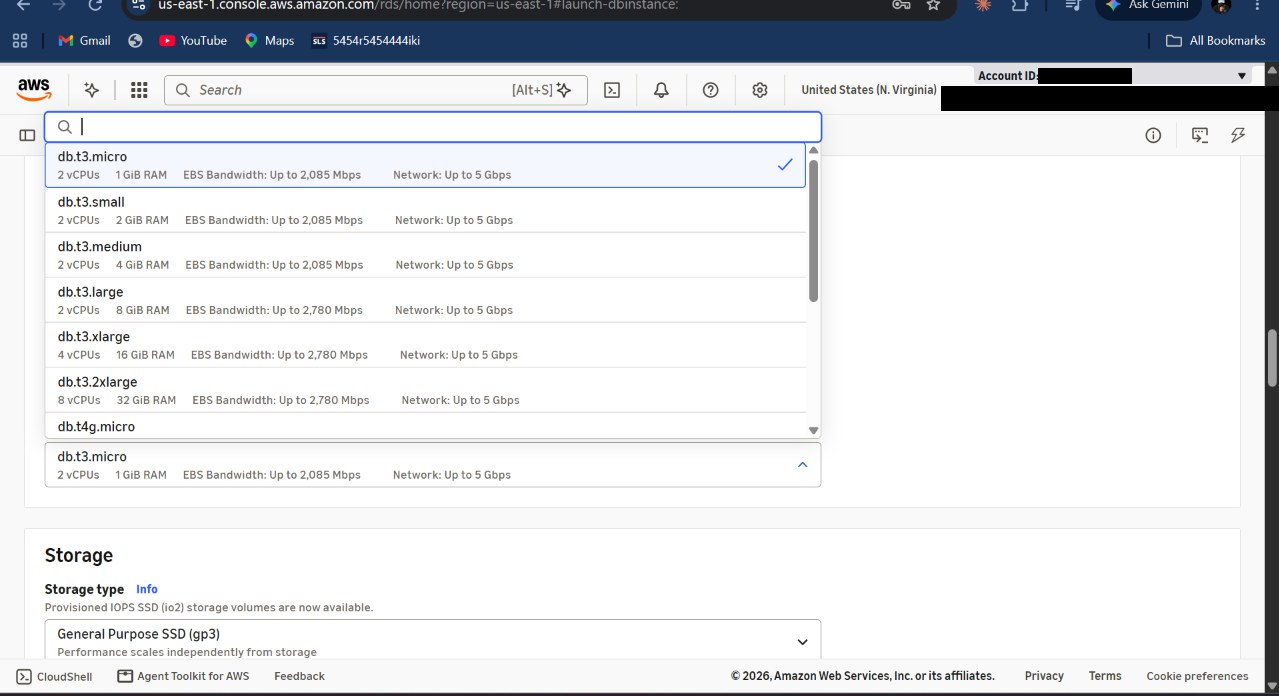 us-east-1.console.aws.amazon.com/rds/home?region=us-east-1#launch-dbinstance:
Ask Gemini
Gmail YouTube Maps SLS 5454r5454444iki All Bookmarks
aws Search [Alt+S] United States (N. Virginia) Account ID:
db.t3.micro
2 vCPUs 1 GiB RAM EBS Bandwidth: Up to 2,085 Mbps Network: Up to 5 Gbps
db.t3.small
2 vCPUs 2 GiB RAM EBS Bandwidth: Up to 2,085 Mbps Network: Up to 5 Gbps
db.t3.medium
2 vCPUs 4 GiB RAM EBS Bandwidth: Up to 2,085 Mbps Network: Up to 5 Gbps
db.t3.large
2 vCPUs 8 GiB RAM EBS Bandwidth: Up to 2,780 Mbps Network: Up to 5 Gbps
db.t3.xlarge
4 vCPUs 16 GiB RAM EBS Bandwidth: Up to 2,780 Mbps Network: Up to 5 Gbps
db.t3.2xlarge
8 vCPUs 32 GiB RAM EBS Bandwidth: Up to 2,780 Mbps Network: Up to 5 Gbps
db.t4g.micro
db.t3.micro
2 vCPUs 1 GiB RAM EBS Bandwidth: Up to 2,085 Mbps Network: Up to 5 Gbps
Storage
Storage type Info
Provisioned IOPS SSD (io2) storage volumes are now available.
General Purpose SSD (gp3)
Performance scales independently from storage
CloudShell Agent Toolkit for AWS Feedback © 2026, Amazon Web Services, Inc. or its affiliates. Privacy Terms Cookie preferences